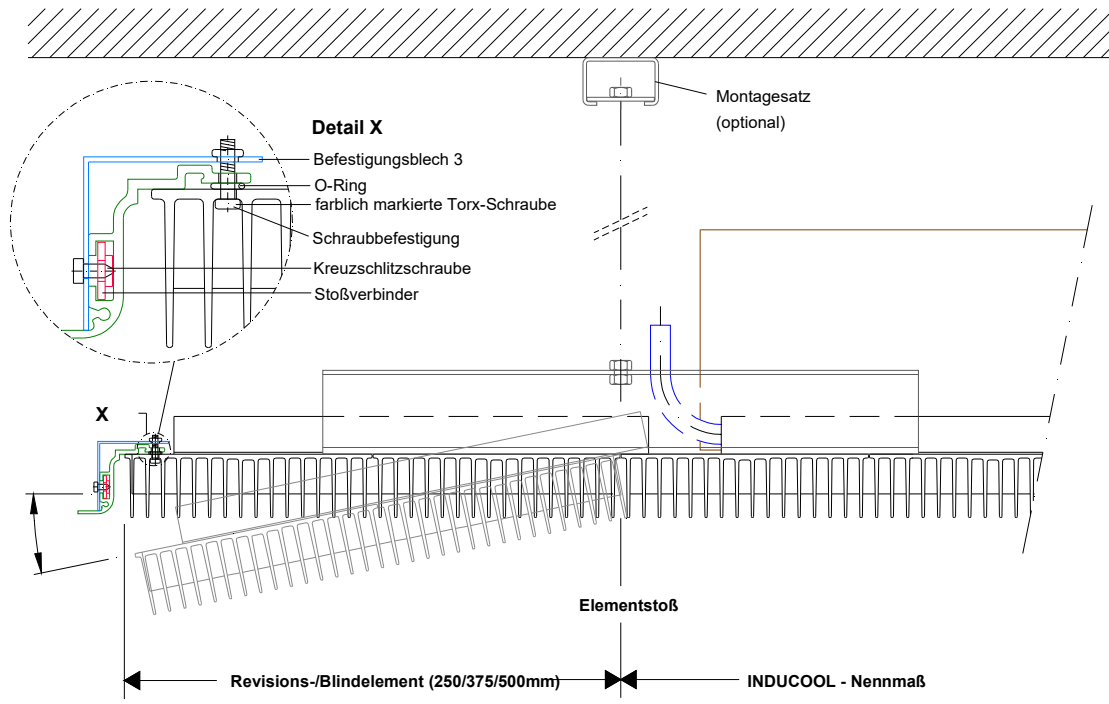 Montagesatz
(optional)
Detail X
Befestigungsblech 3
O-Ring
farblich markierte Torx-Schraube
Schraubbefestigung
Kreuzschlitzschraube
Stoßverbinder
X
Elementstoß
Revisions-/Blindelement (250/375/500mm)
INDUCOOL - Nennmaß